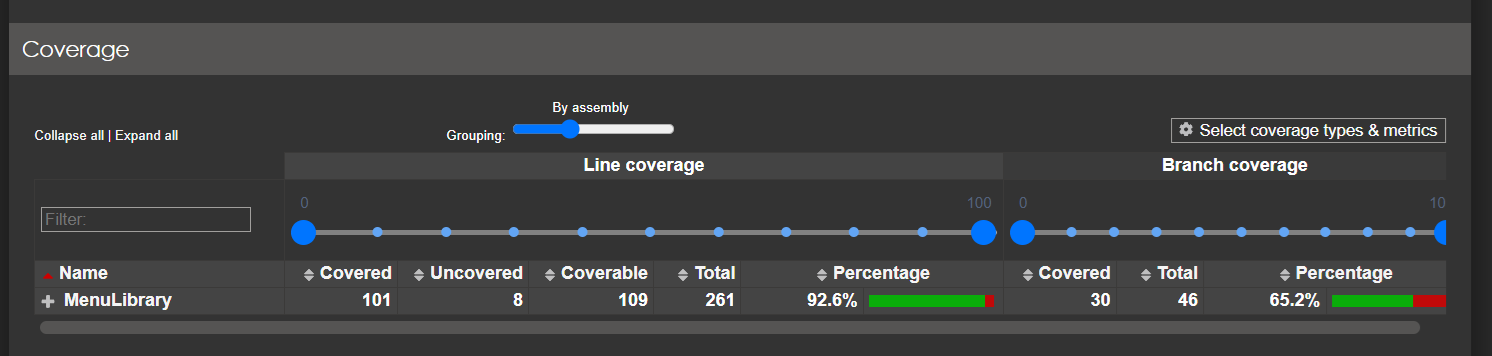 Coverage
By assembly
Collapse all | Expand all
Grouping:
Select coverage types & metrics
Line coverage
Branch coverage
Filter:
0
100
0
10
Name
Covered
Uncovered
Coverable
Total
Percentage
Covered
Total
Percentage
MenuLibrary
101
8
109
261
92.6%
30
46
65.2%